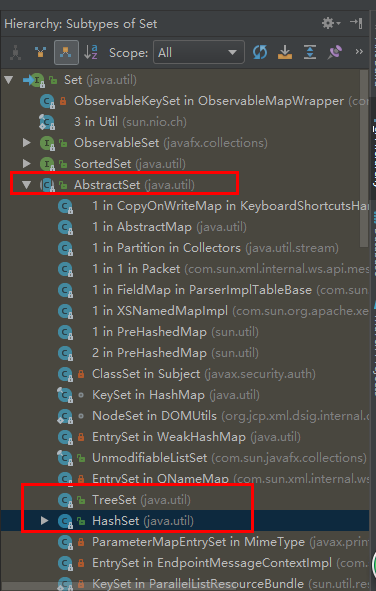 Hierarchy: Subtypes of Set
Scope: All
Set (java.util)
ObservableKeySet in ObservableMapWrapper (co
3 in Util (sun.nio.ch)
ObservableSet (javafx.collections)
SortedSet (java.util)
AbstractSet (java.util)
1 in CopyOnWriteMap in KeyboardShortcutsHan
1 in AbstractMap (java.util)
1 in Partition in Collectors (java.util.stream)
1 in 1 in Packet (com.sun.xml.internal.ws.api.mes
1 in FieldMap in ParserImplTableBase (com.sun
1 in XSNamedMapImpl (com.sun.org.apache.xe
1 in PreHashedMap (sun.util)
2 in PreHashedMap (sun.util)
ClassSet in Subject (javax.security.auth)
KeySet in HashMap (java.util)
NodeSet in DOMUtils (org.jcp.xml.dsig.internal.d
EntrySet in WeakHashMap (java.util)
UnmodifiableListSet (com.sun.javafx.collections)
EntrySet in QNameMap (com.sun.xml.internal
TreeSet (java.util)
HashSet (java.util)
ParameterMapEntrySet in MimeType (javax.prin
EntrySet in EndpointMessageContextImpl (com
KeySet in ParallelListResourceBundle (sun.util.res